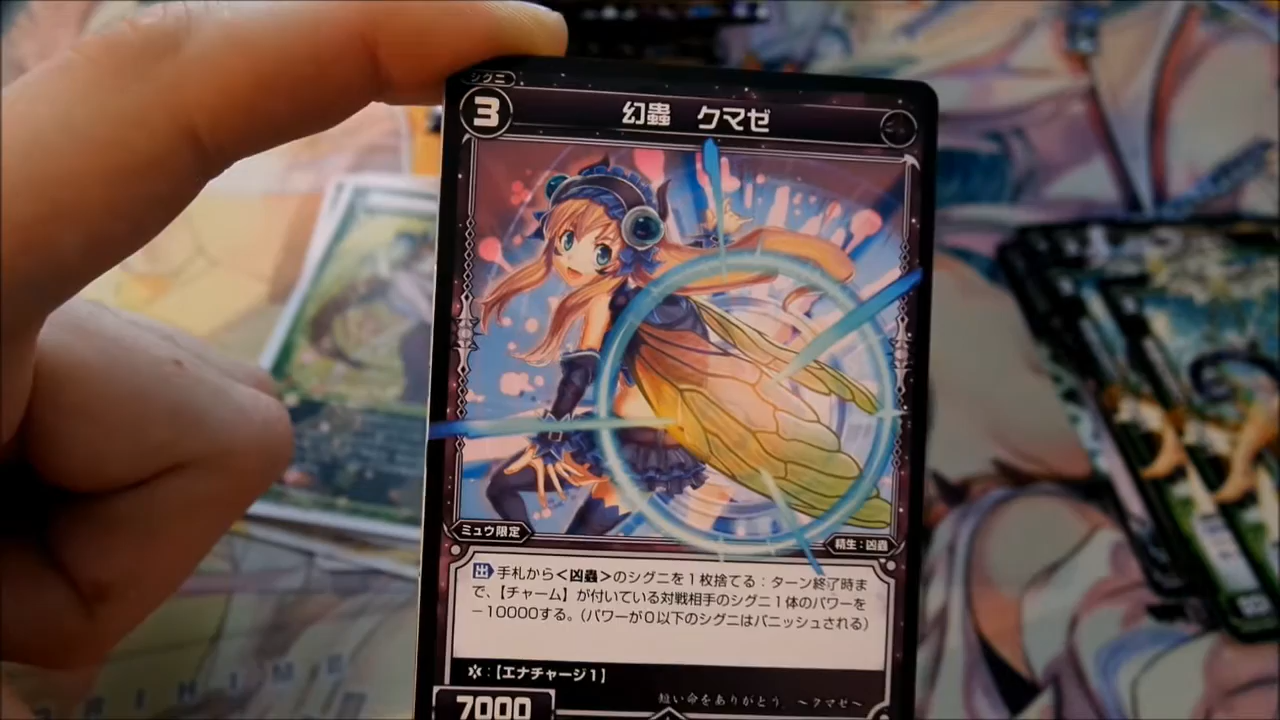 シグニ
3
幻蟲 クマゼ
ミュウ限定
精生：凶蟲
出 手札から＜凶蟲＞のシグニを１枚捨てる：ターン終了時ま
で、【チャーム】が付いている対戦相手のシグニ１体のパワーを
－10000する。（パワーが０以下のシグニはバニッシュされる）
：【エナチャージ１】
短い命をありがとう。～クマゼ～
7000